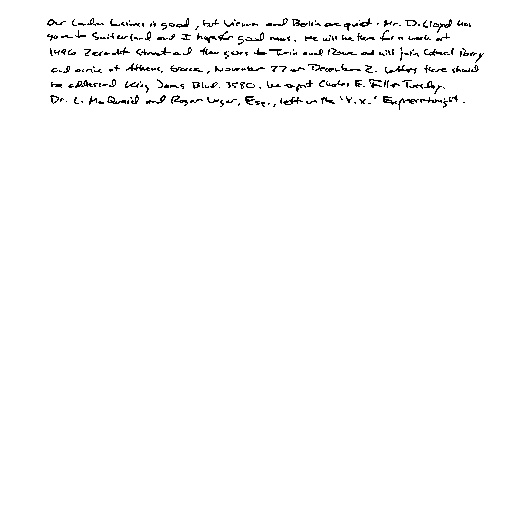 Our London business is good, but Vienna and Berlin are quiet. Mr. D. Lloyd has
gone to Switzerland and I hope for good news. He will be there for a week at
1496 Zermott Street and then goes to Turin and Rome and will join Colonel Parry
and arrive at Athens, Greece, November 27 or December 2. Letters there should
be addressed King James Blvd. 3580. We expect Charles E. Fuller Tuesday.
Dr. L. McQuaid and Roger Unger, Esq., left on the 'Y.X.' Express tonight.